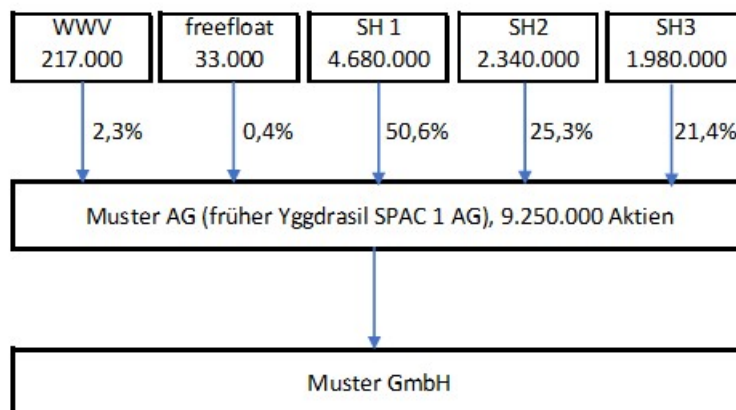 WWV
217.000
freefloat
33.000
SH 1
4.680.000
SH2
2.340.000
SH3
1.980.000
2,3%
0,4%
50,6%
25,3%
21,4%
Muster AG (früher Yggdrasil SPAC 1 AG), 9.250.000 Aktien
Muster GmbH